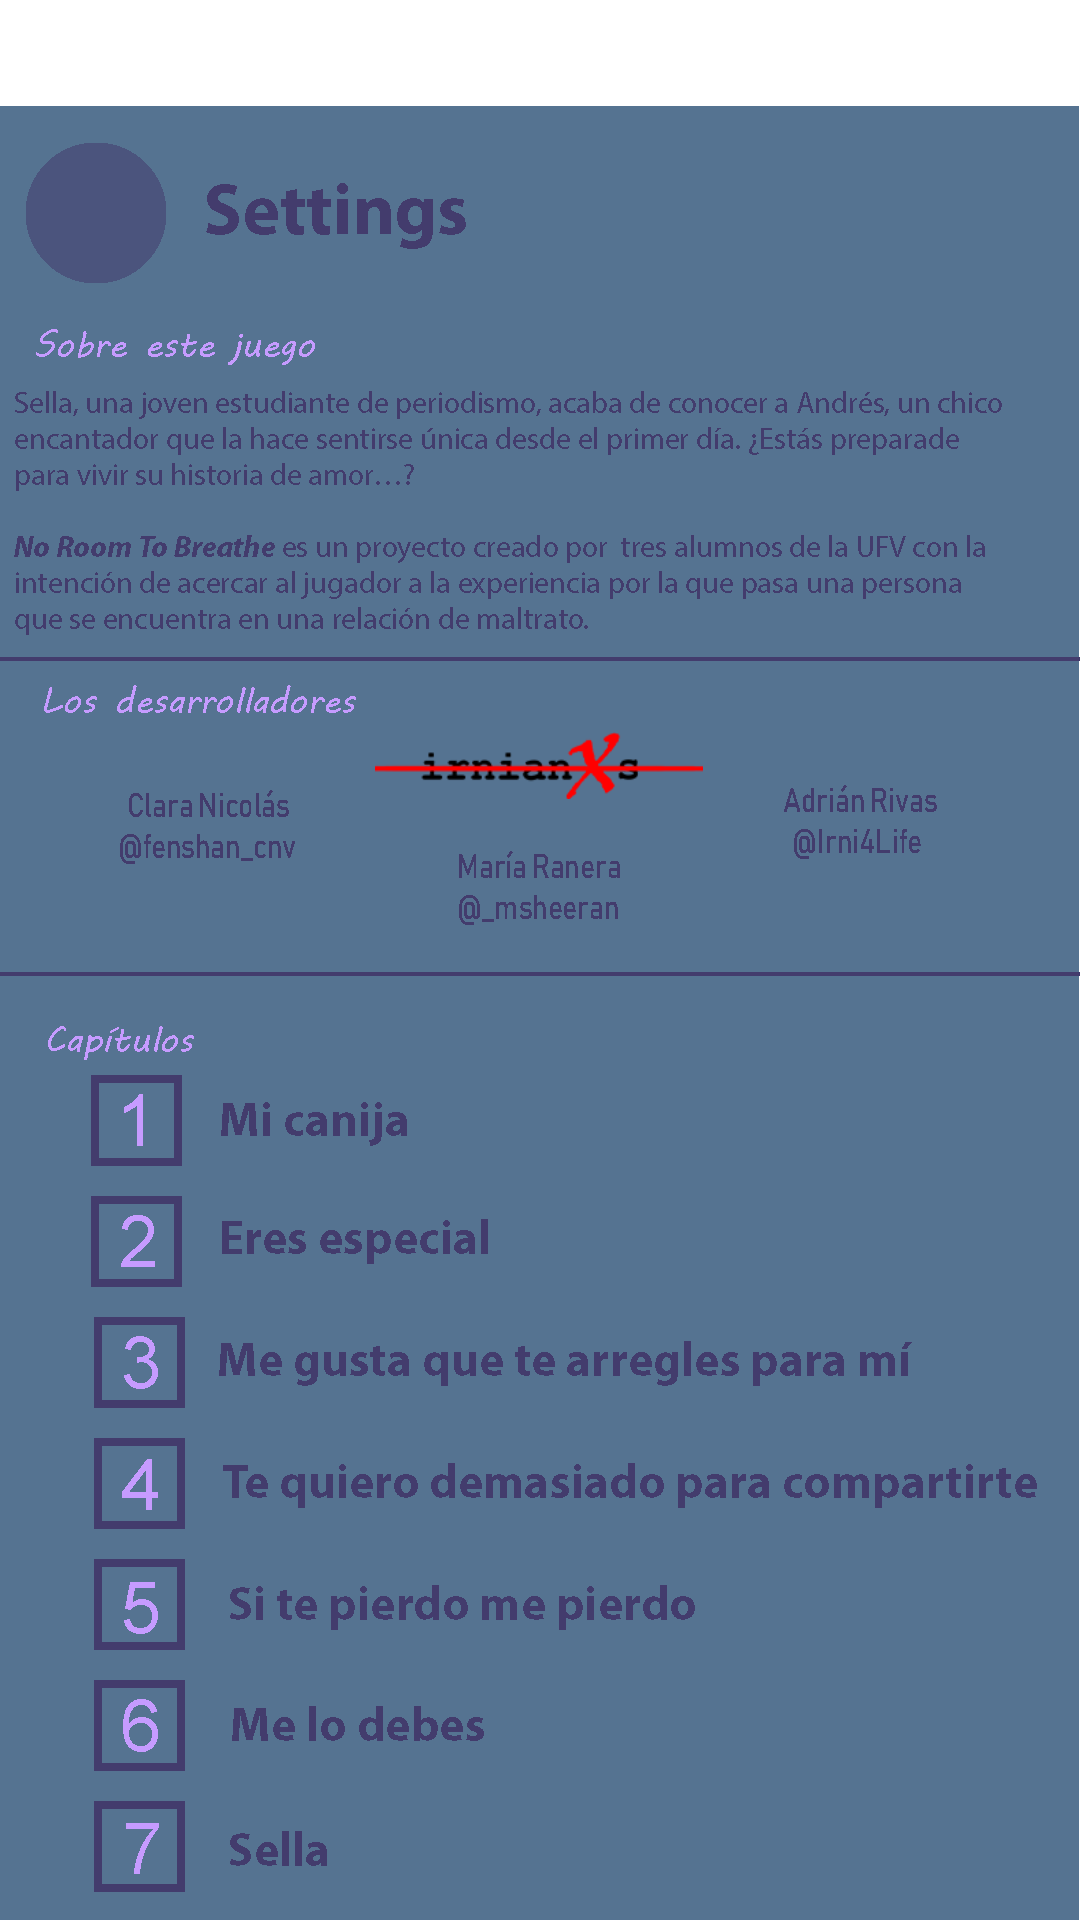 Settings
Sobre este juego
Sella, una joven estudiante de periodismo, acaba de conocer a Andrés, un chico
encantador que la hace sentirse única desde el primer día. ¿Estás preparade
para vivir su historia de amor...?
No Room To Breathe es un proyecto creado por tres alumnos de la UFV con la
intención de acercar al jugador a la experiencia por la que pasa una persona
que se encuentra en una relación de maltrato.
Los desarrolladores
irnianXs
Clara Nicolás
@fenshan_cnv
María Ranera
@_msheeran
Adrián Rivas
@Irni4Life
Capítulos
1 Mi canija
2 Eres especial
3 Me gusta que te arregles para mí
4 Te quiero demasiado para compartirte
5 Si te pierdo me pierdo
6 Me lo debes
7 Sella